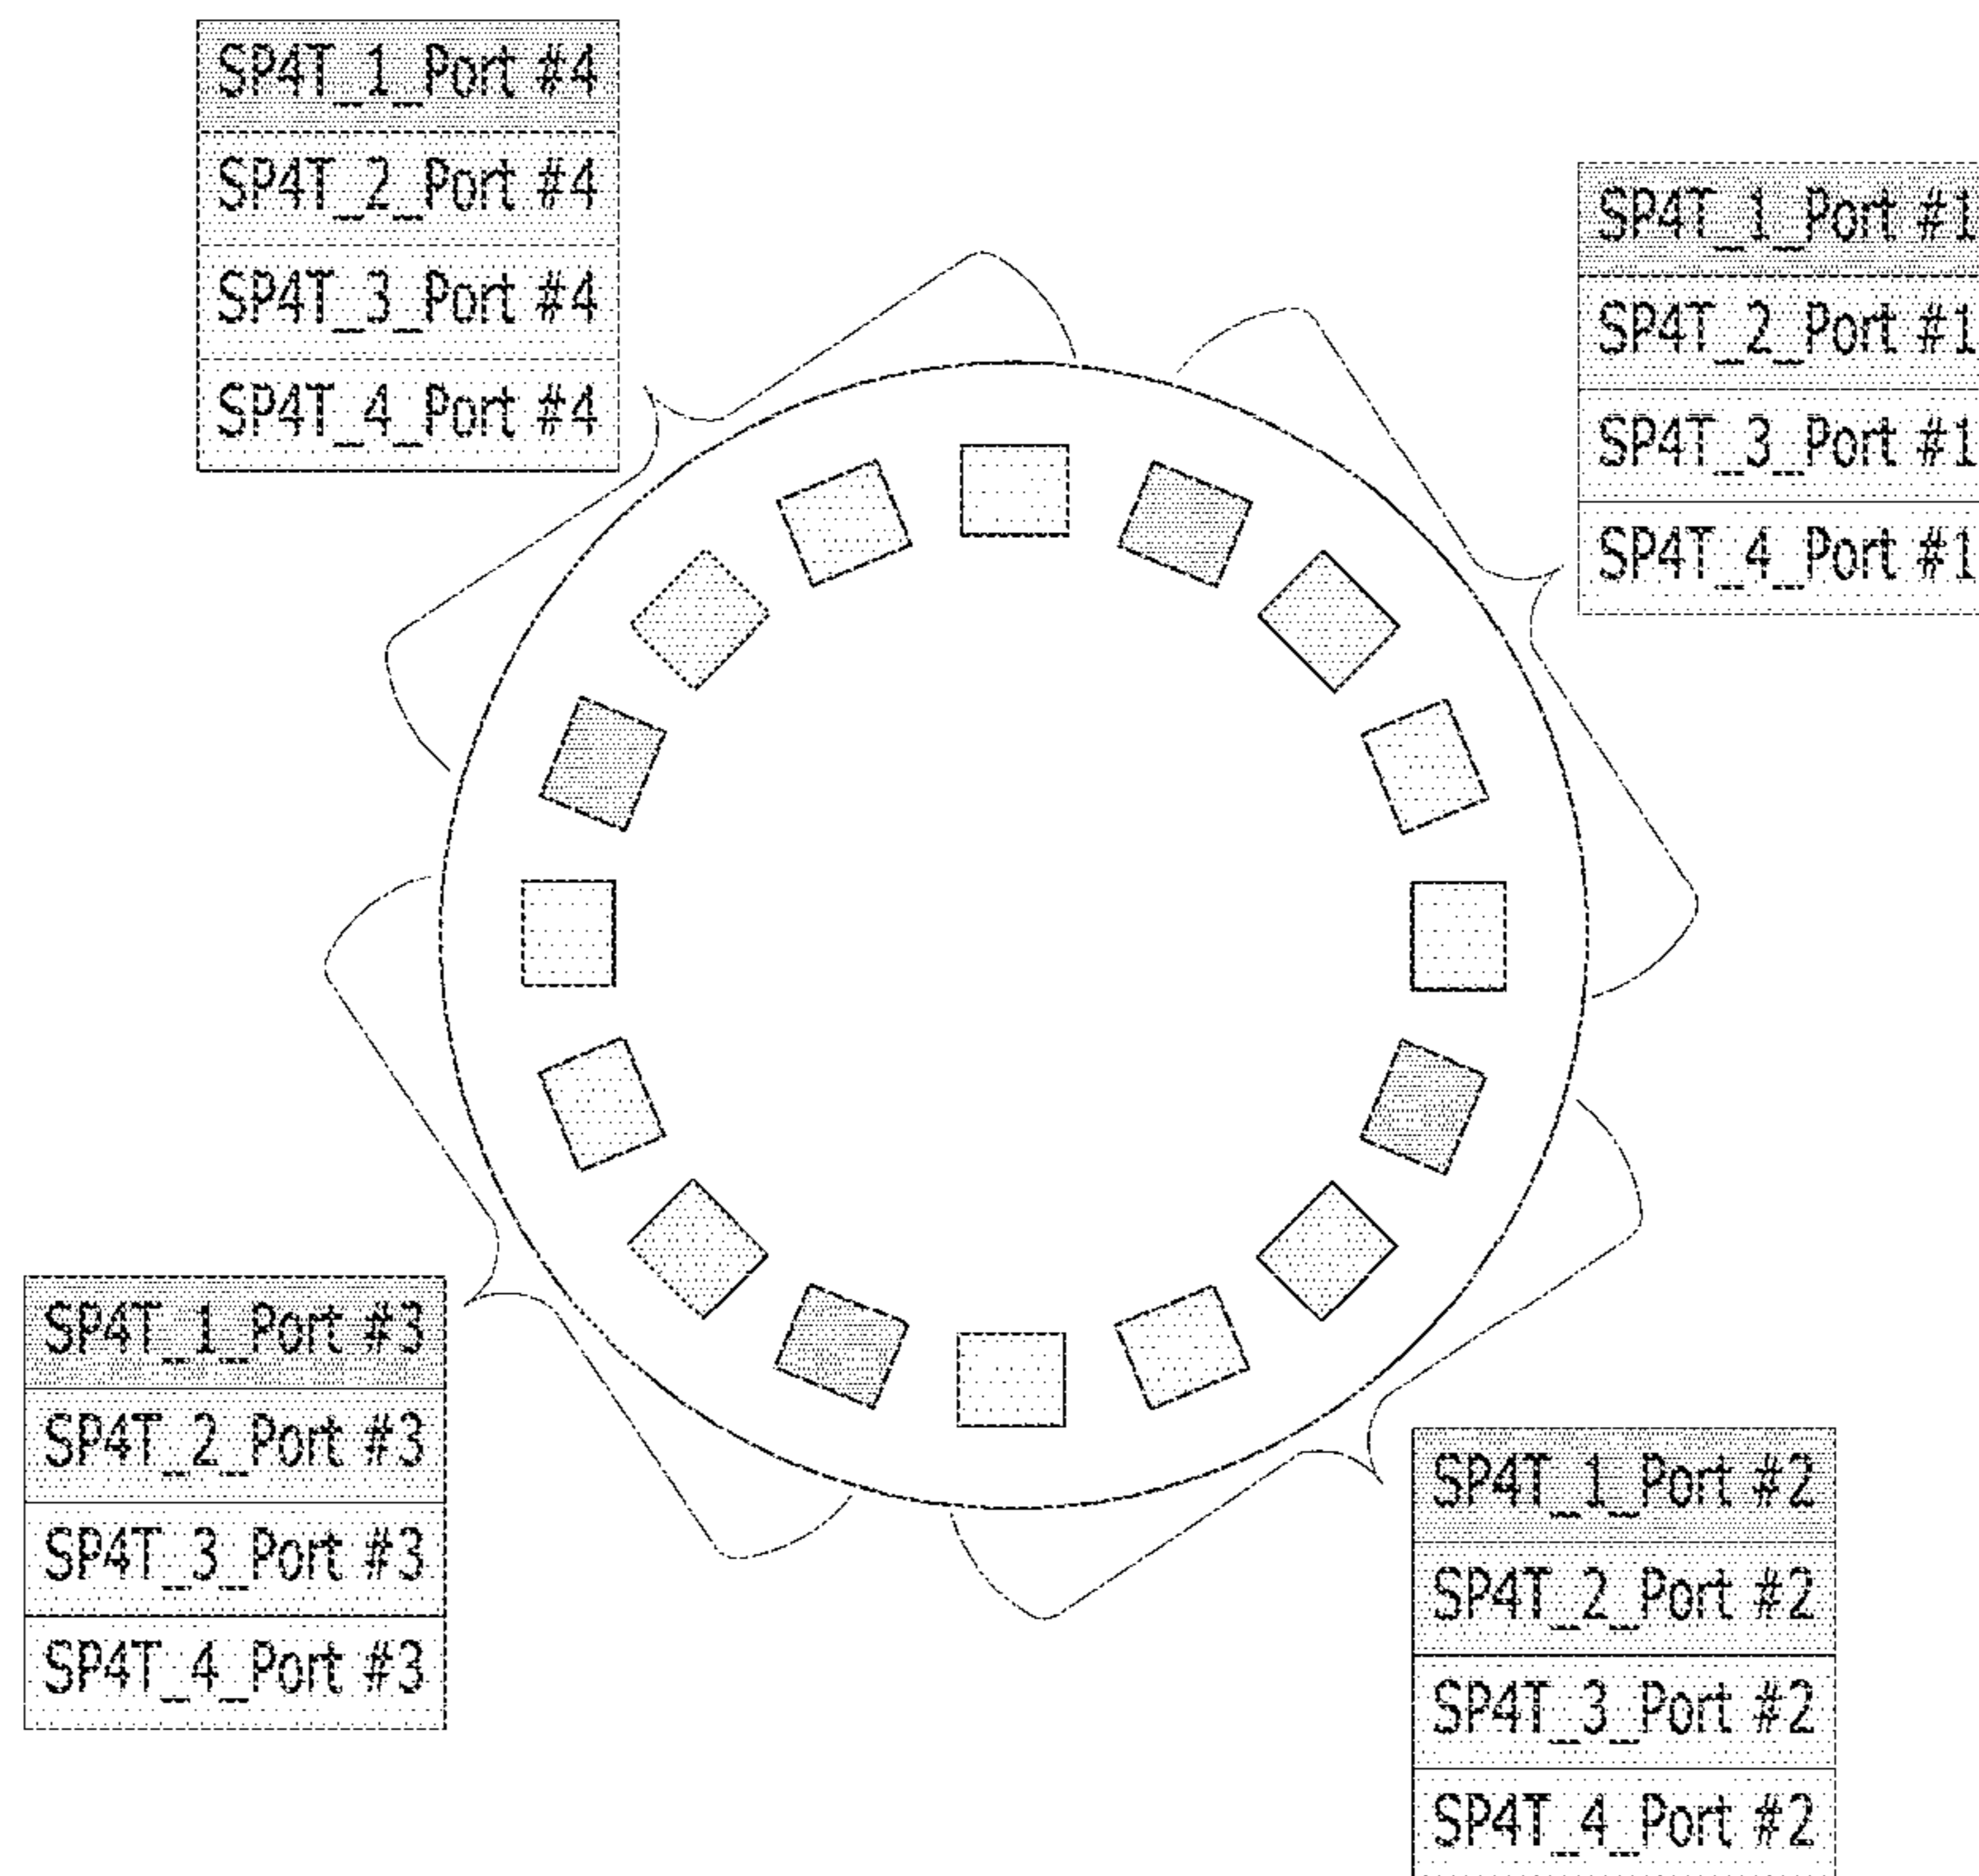 SP4T_1_Port #4
SP4T_2_Port #4
SP4T_3_Port #4
SP4T_4_Port #4
SP4T_1_Port #1
SP4T_2_Port #1
SP4T_3_Port #1
SP4T_4_Port #1
SP4T_1_Port #3
SP4T_2_Port #3
SP4T_3_Port #3
SP4T_4_Port #3
SP4T_1_Port #2
SP4T_2_Port #2
SP4T_3_Port #2
SP4T_4_Port #2